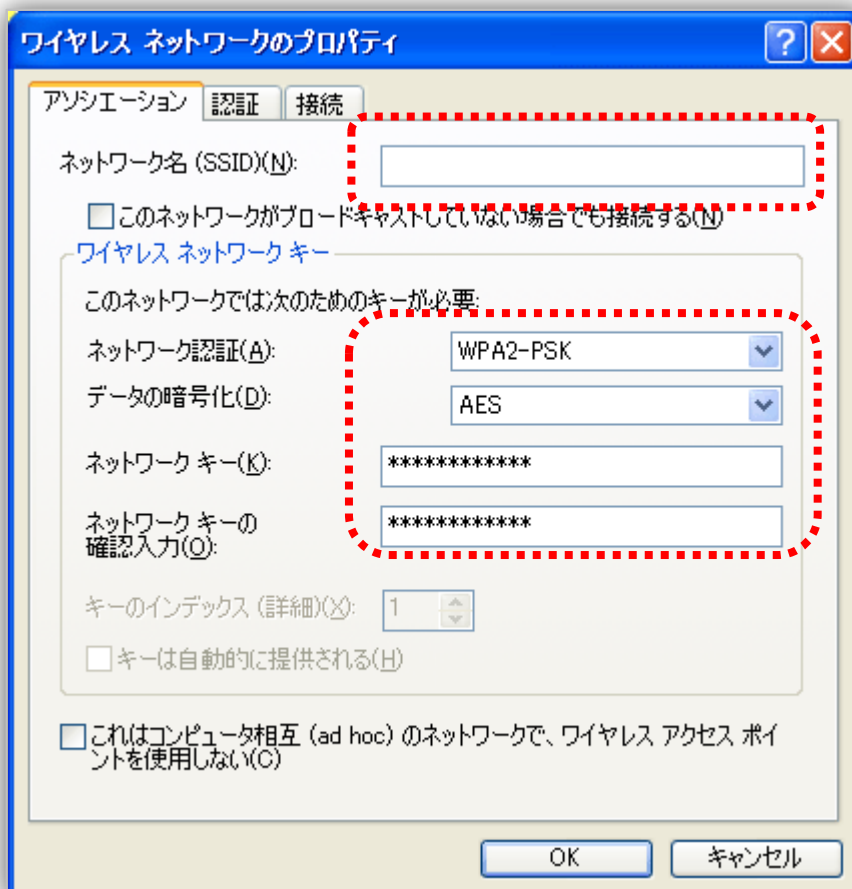 ワイヤレス ネットワークのプロパティ
アソシエーション 認証 接続
ネットワーク名 (SSID)(N):
このネットワークがブロードキャストしていない場合でも接続する(N)
ワイヤレス ネットワーク キー
このネットワークでは次のためのキーが必要:
ネットワーク認証(A): WPA2-PSK
データの暗号化(D): AES
ネットワーク キー(K): ************
ネットワーク キーの
確認入力(O): ************
キーのインデックス (詳細)(X): 1
キーは自動的に提供される(H)
これはコンピュータ相互 (ad hoc) のネットワークで、ワイヤレス アクセス ポイ
ントを使用しない(C)
OK キャンセル